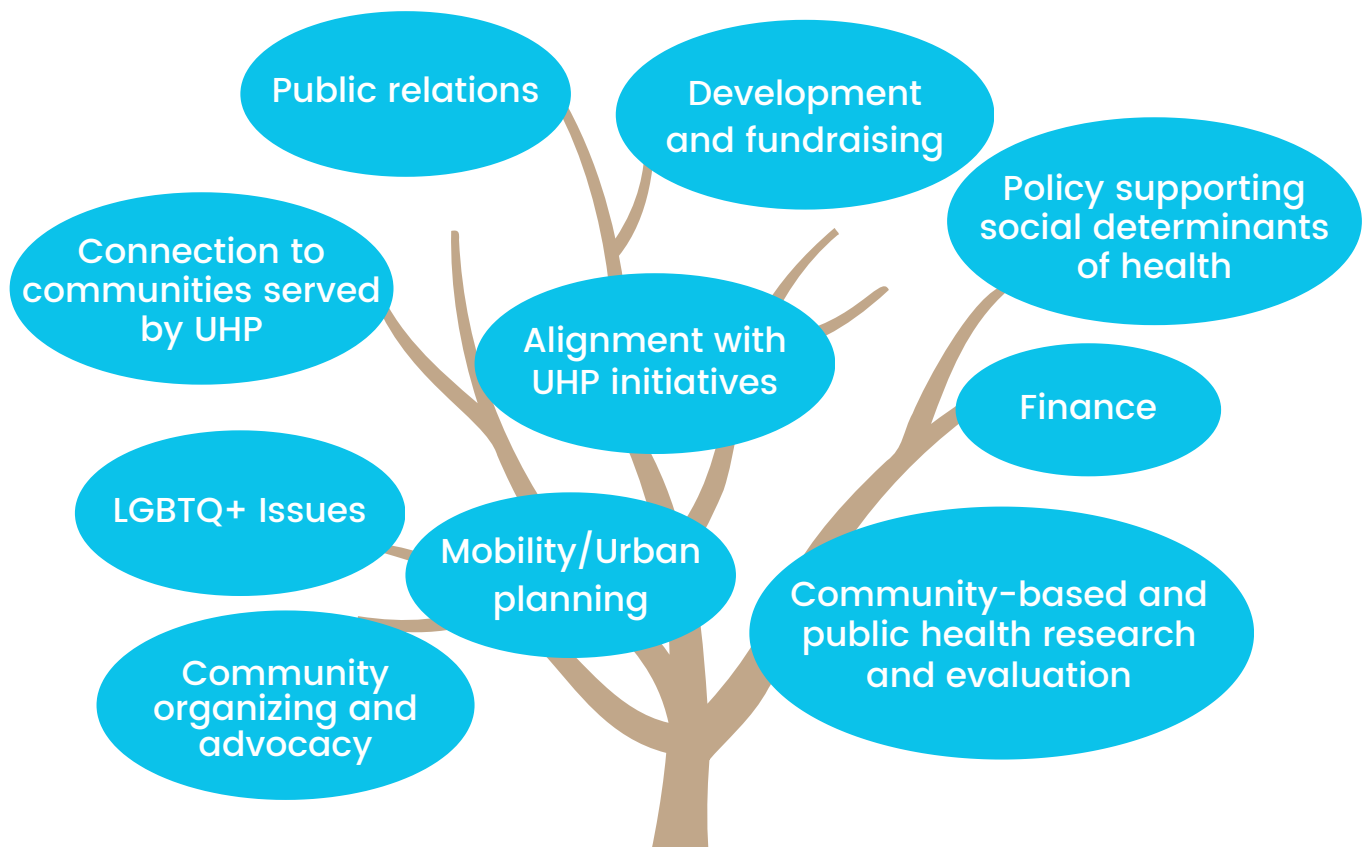 Public relations
Development
and fundraising
Policy supporting
social determinants
of health
Connection to
communities served
by UHP
Alignment with
UHP initiatives
Finance
LGBTQ+ Issues
Mobility/Urban
planning
Community-based and
public health research
and evaluation
Community
organizing and
advocacy